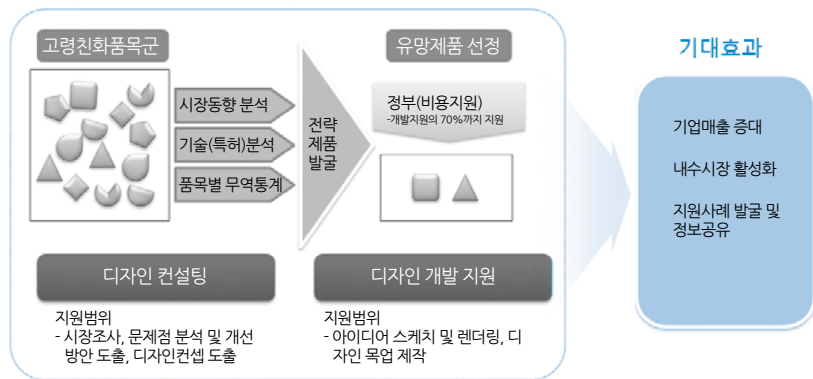 고령친화품목군
유망제품 선정
기대효과
시장동향 분석
기술(특허)분석
품목별 무역통계
전략
제품
발굴
정부(비용지원)
-개발지원의 70%까지 지원
기업매출 증대
내수시장 활성화
지원사례 발굴 및
정보공유
디자인 컨설팅
지원범위
- 시장조사, 문제점 분석 및 개선
방안 도출, 디자인컨셉 도출
디자인 개발 지원
지원범위
- 아이디어 스케치 및 렌더링, 디
자인 목업 제작